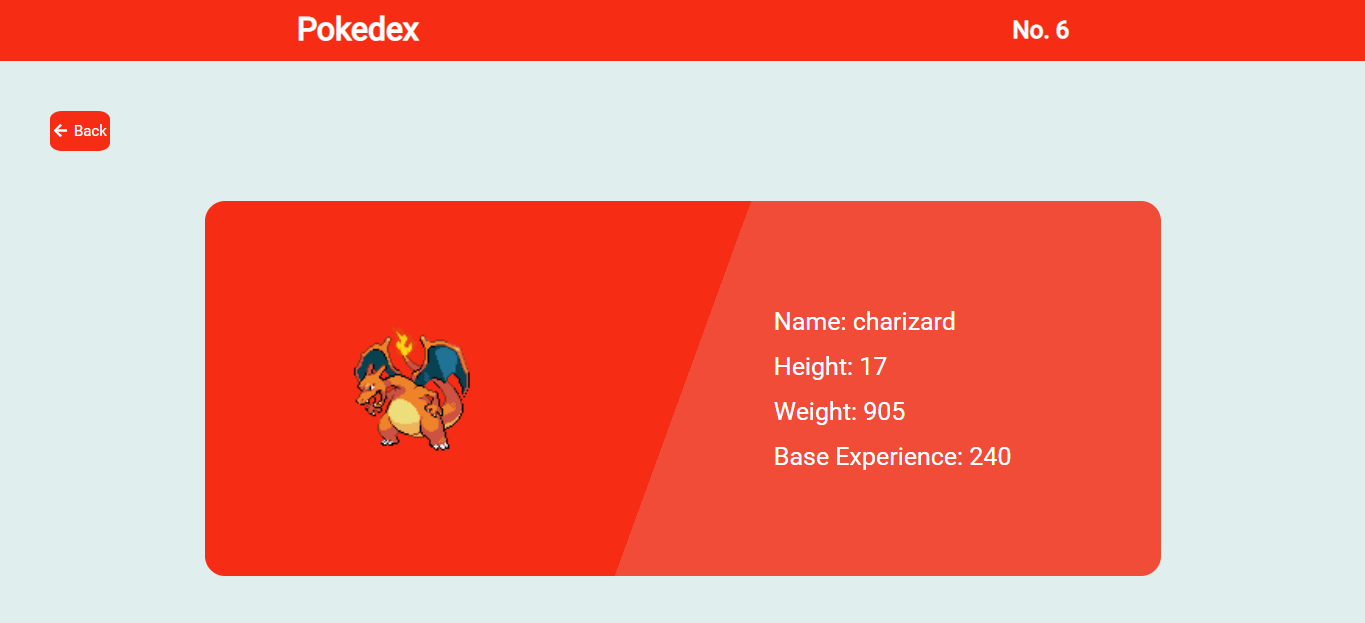 Pokedex
No. 6
Back
Name: charizard
Height: 17
Weight: 905
Base Experience: 240